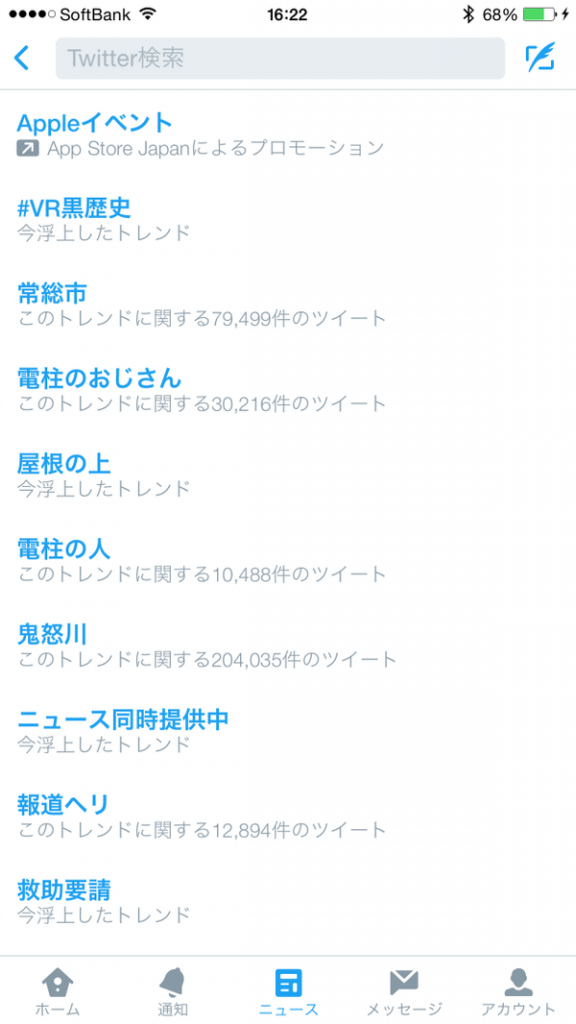 SoftBank 16:22 68%
Twitter検索
Appleイベント
App Store Japanによるプロモーション
#VR黒歴史
今浮上したトレンド
常総市
このトレンドに関する79,499件のツイート
電柱のおじさん
このトレンドに関する30,216件のツイート
屋根の上
今浮上したトレンド
電柱の人
このトレンドに関する10,488件のツイート
鬼怒川
このトレンドに関する204,035件のツイート
ニュース同時提供中
今浮上したトレンド
報道ヘリ
このトレンドに関する12,894件のツイート
救助要請
今浮上したトレンド
ホーム 通知 ニュース メッセージ アカウント